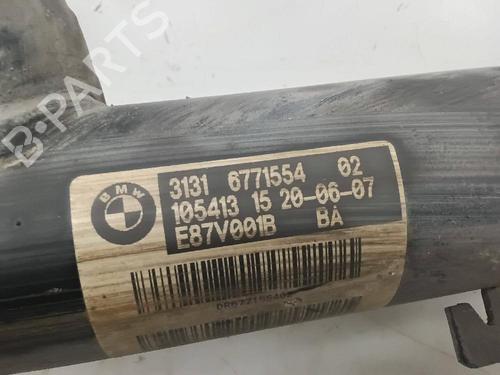 B-PARTS
BMW
3131 6771554 02
105413 15 20-06-07
E87V001B BA